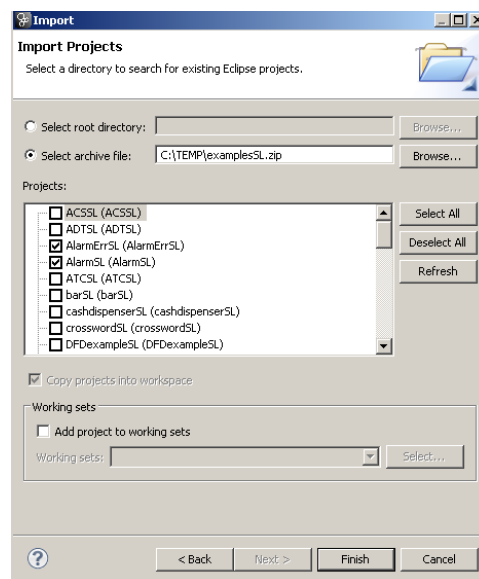 Import
Import Projects
Select a directory to search for existing Eclipse projects.
Select root directory: Browse...
Select archive file: C:\TEMP\examplesSL.zip Browse...
Projects:
ACSSL (ACSSL) Select All
ADTSL (ADTSL)
AlarmErrSL (AlarmErrSL) Deselect All
AlarmSL (AlarmSL)
ATCSL (ATCSL) Refresh
barSL (barSL)
cashdispenserSL (cashdispenserSL)
crosswordSL (crosswordSL)
DFDexampleSL (DFDexampleSL)
Copy projects into workspace
Working sets
Add project to working sets
Working sets: Select...
? < Back Next > Finish Cancel